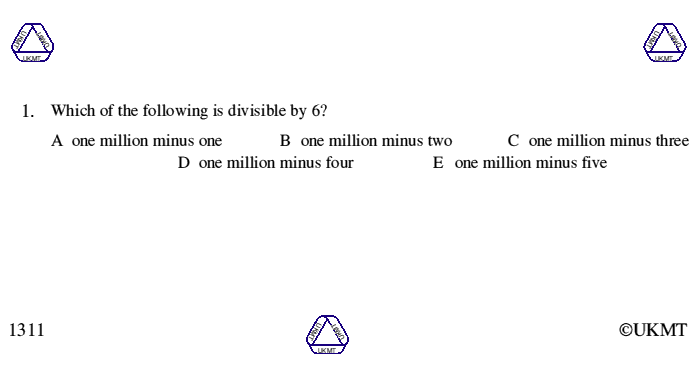 UKMT UKMT UKMT
UKMT UKMT UKMT
1. Which of the following is divisible by 6?
A one million minus one B one million minus two C one million minus three
D one million minus four E one million minus five
1311
UKMT UKMT UKMT
©UKMT